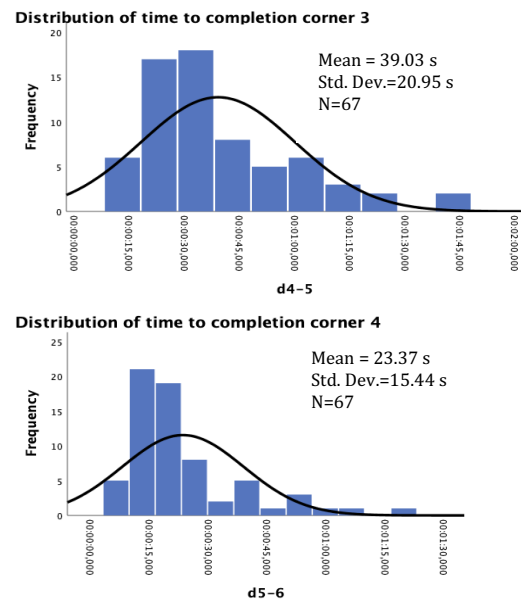 Distribution of time to completion corner 3
20
15
10
5
0
Frequency
Mean = 39.03 s
Std. Dev.=20.95 s
N=67
00:00:00,000
00:00:15,000
00:00:30,000
00:00:45,000
00:01:00,000
00:01:15,000
00:01:30,000
00:01:45,000
00:02:00,000
d4-5
Distribution of time to completion corner 4
25
20
15
10
5
0
Frequency
Mean = 23.37 s
Std. Dev.=15.44 s
N=67
00:00:00,000
00:00:15,000
00:00:30,000
00:00:45,000
00:01:00,000
00:01:15,000
00:01:30,000
d5-6